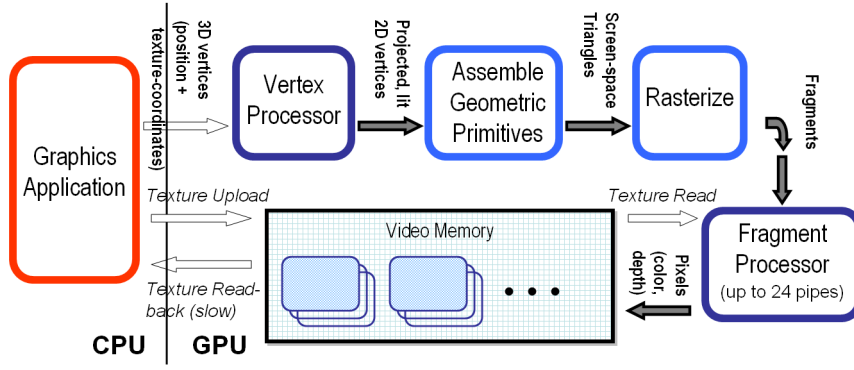 Graphics
Application
3D vertices
(position +
texture-coordinates)
Vertex
Processor
Projected, lit
2D vertices
Assemble
Geometric
Primitives
Screen-space
Triangles
Rasterize
Fragments
Texture Upload
Texture Read-
back (slow)
Video Memory
• • •
Texture Read
Fragment
Processor
(up to 24 pipes)
Pixels
(color,
depth)
CPU
GPU